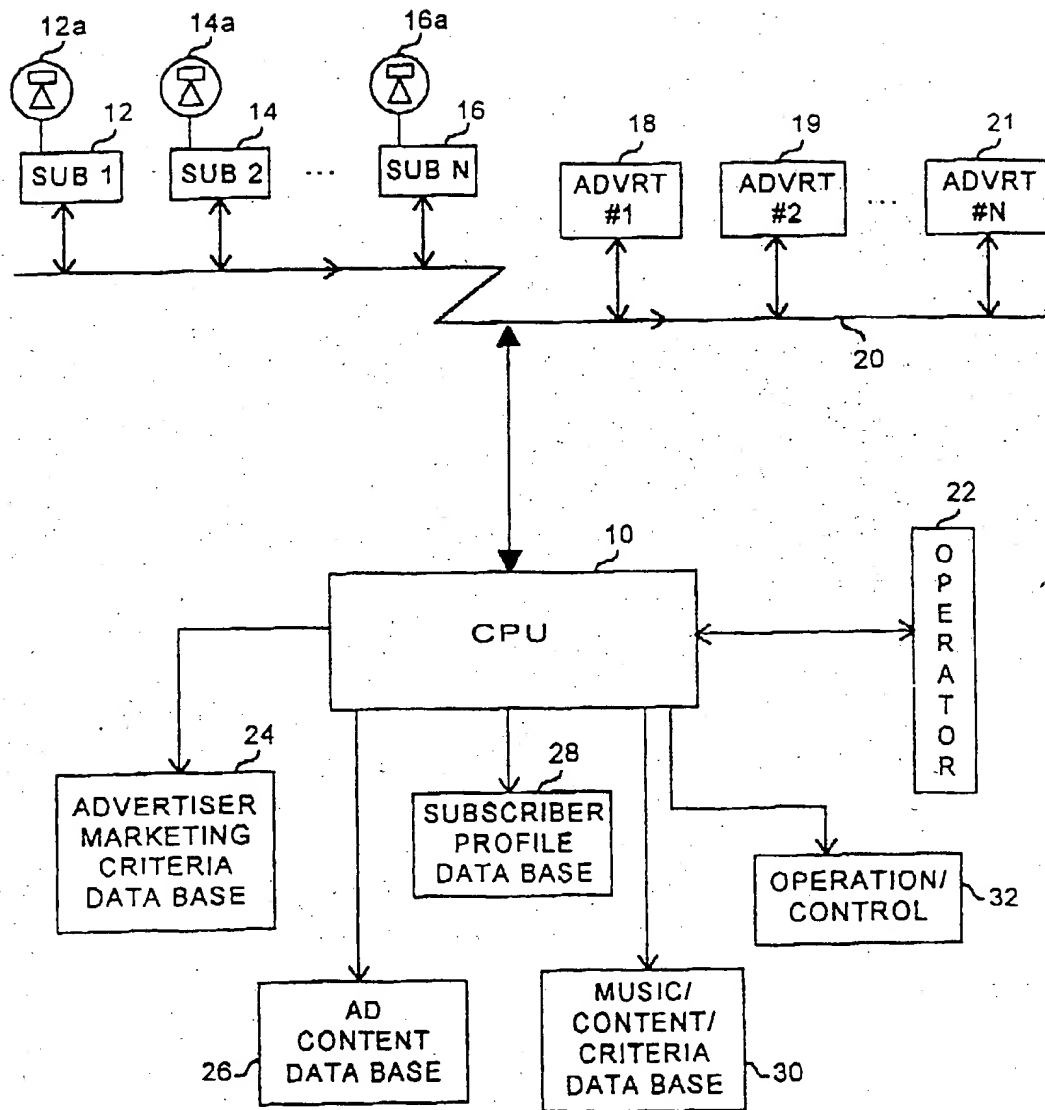 12a
14a
16a
12
14
16
18
19
21
SUB 1
SUB 2
...
SUB N
ADVRT
#1
ADVRT
#2
...
ADVRT
#N
20
10
22
CPU
OPERATOR
24
ADVERTISER
MARKETING
CRITERIA
DATA BASE
28
SUBSCRIBER
PROFILE
DATA BASE
OPERATION/
CONTROL
32
AD
CONTENT
DATA BASE
26
MUSIC/
CONTENT/
CRITERIA
DATA BASE
30